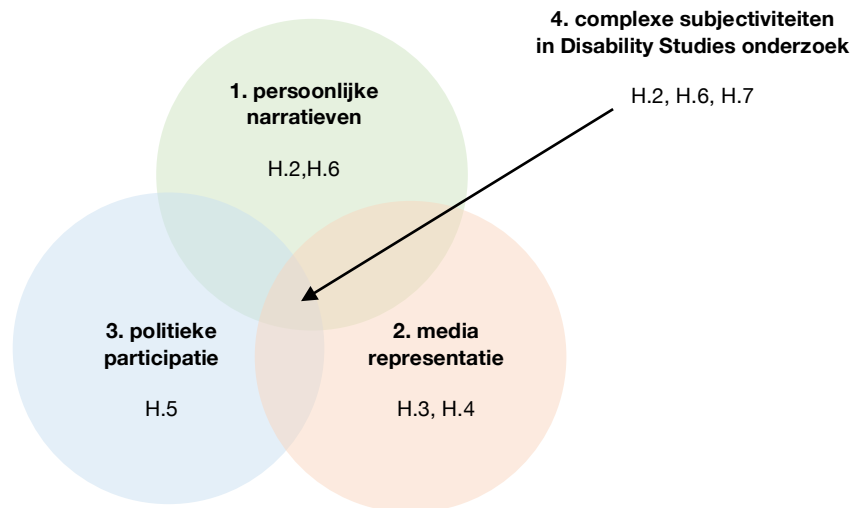 4. complexe subjectiviteiten
in Disability Studies onderzoek
H.2, H.6, H.7
1. persoonlijke
narratieven
H.2,H.6
3. politieke
participatie
H.5
2. media
representatie
H.3, H.4